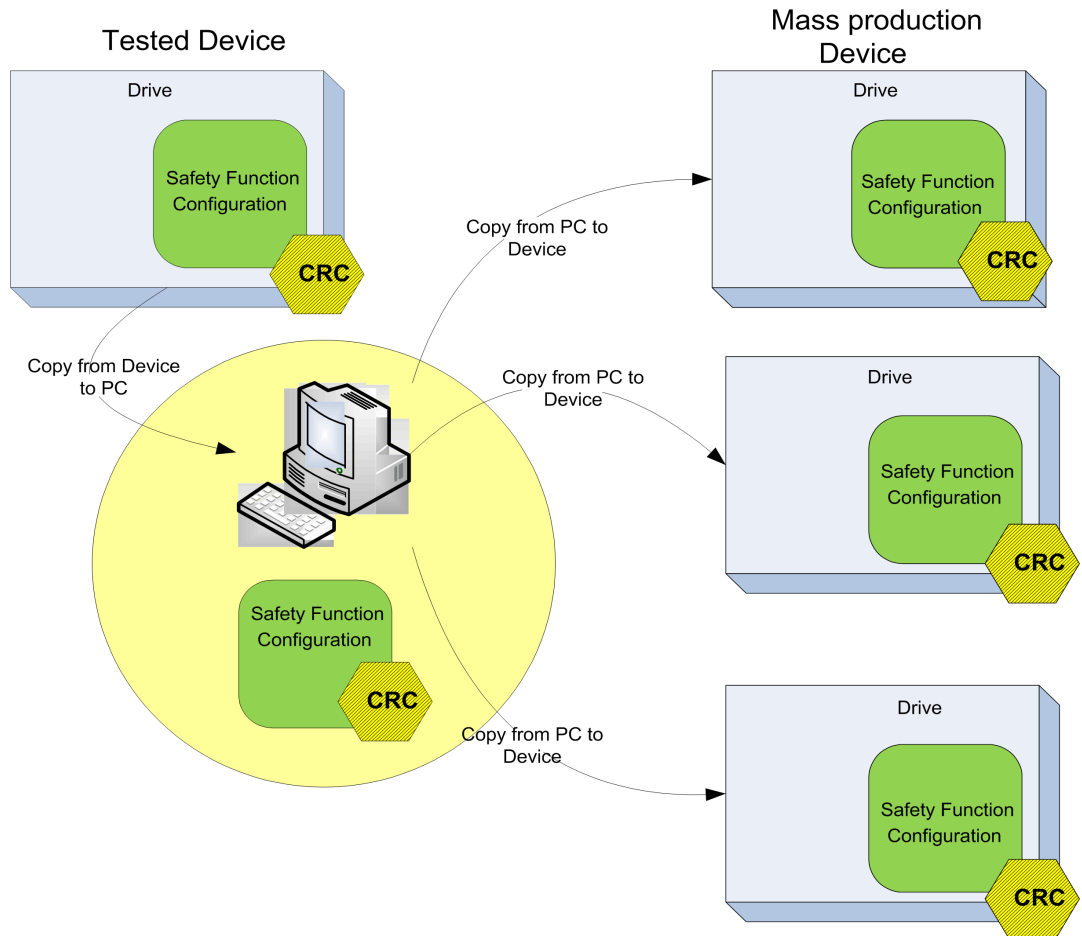 Tested Device
Drive
Safety Function
Configuration
CRC
Copy from Device
to PC
Safety Function
Configuration
CRC
Copy from PC to
Device
Copy from PC to
Device
Copy from PC to
Device
Mass production
Device
Drive
Safety Function
Configuration
CRC
Drive
Safety Function
Configuration
CRC
Drive
Safety Function
Configuration
CRC